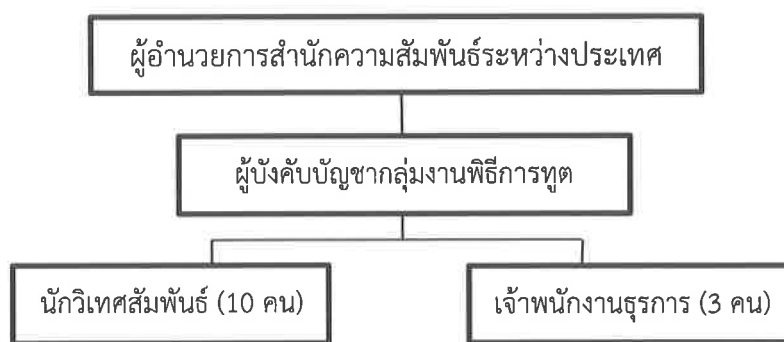 ผู้อำนวยการสำนักความสัมพันธ์ระหว่างประเทศ
ผู้บังคับบัญชากลุ่มงานพิธีการทูต
นักวิเทศสัมพันธ์ (10 คน)
เจ้าพนักงานธุรการ (3 คน)